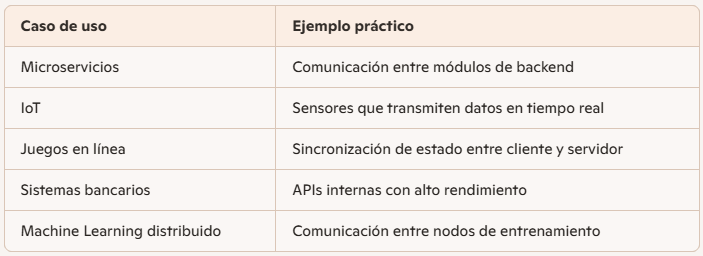 Caso de uso Ejemplo práctico
Microservicios Comunicación entre módulos de backend
IoT Sensores que transmiten datos en tiempo real
Juegos en línea Sincronización de estado entre cliente y servidor
Sistemas bancarios APIs internas con alto rendimiento
Machine Learning distribuido Comunicación entre nodos de entrenamiento